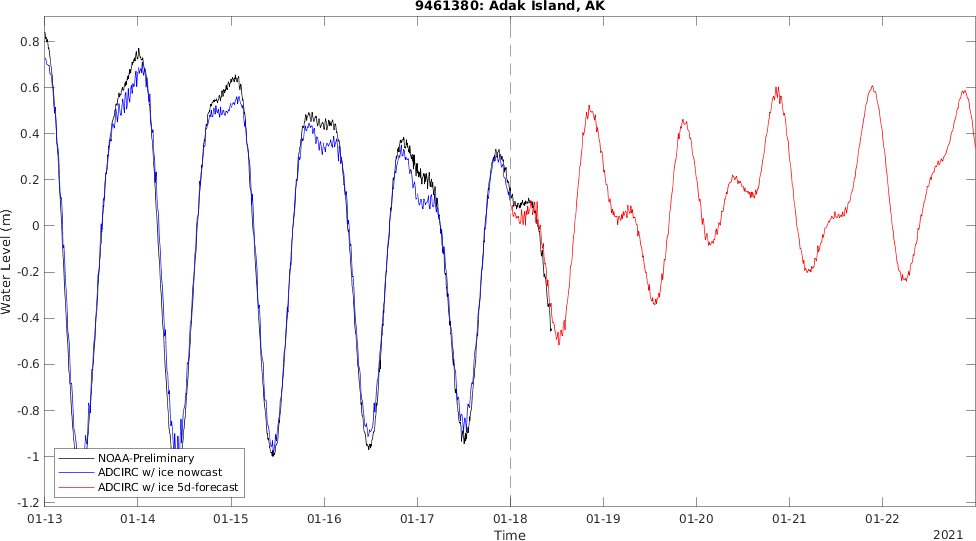 9461380: Adak Island, AK
0.8
0.6
0.4
0.2
0
-0.2
-0.4
-0.6
-0.8
-1
-1.2
Water Level (m)
NOAA-Preliminary
ADCIRC w/ ice nowcast
ADCIRC w/ ice 5d-forecast
01-13 01-14 01-15 01-16 01-17 01-18 01-19 01-20 01-21 01-22
Time
2021